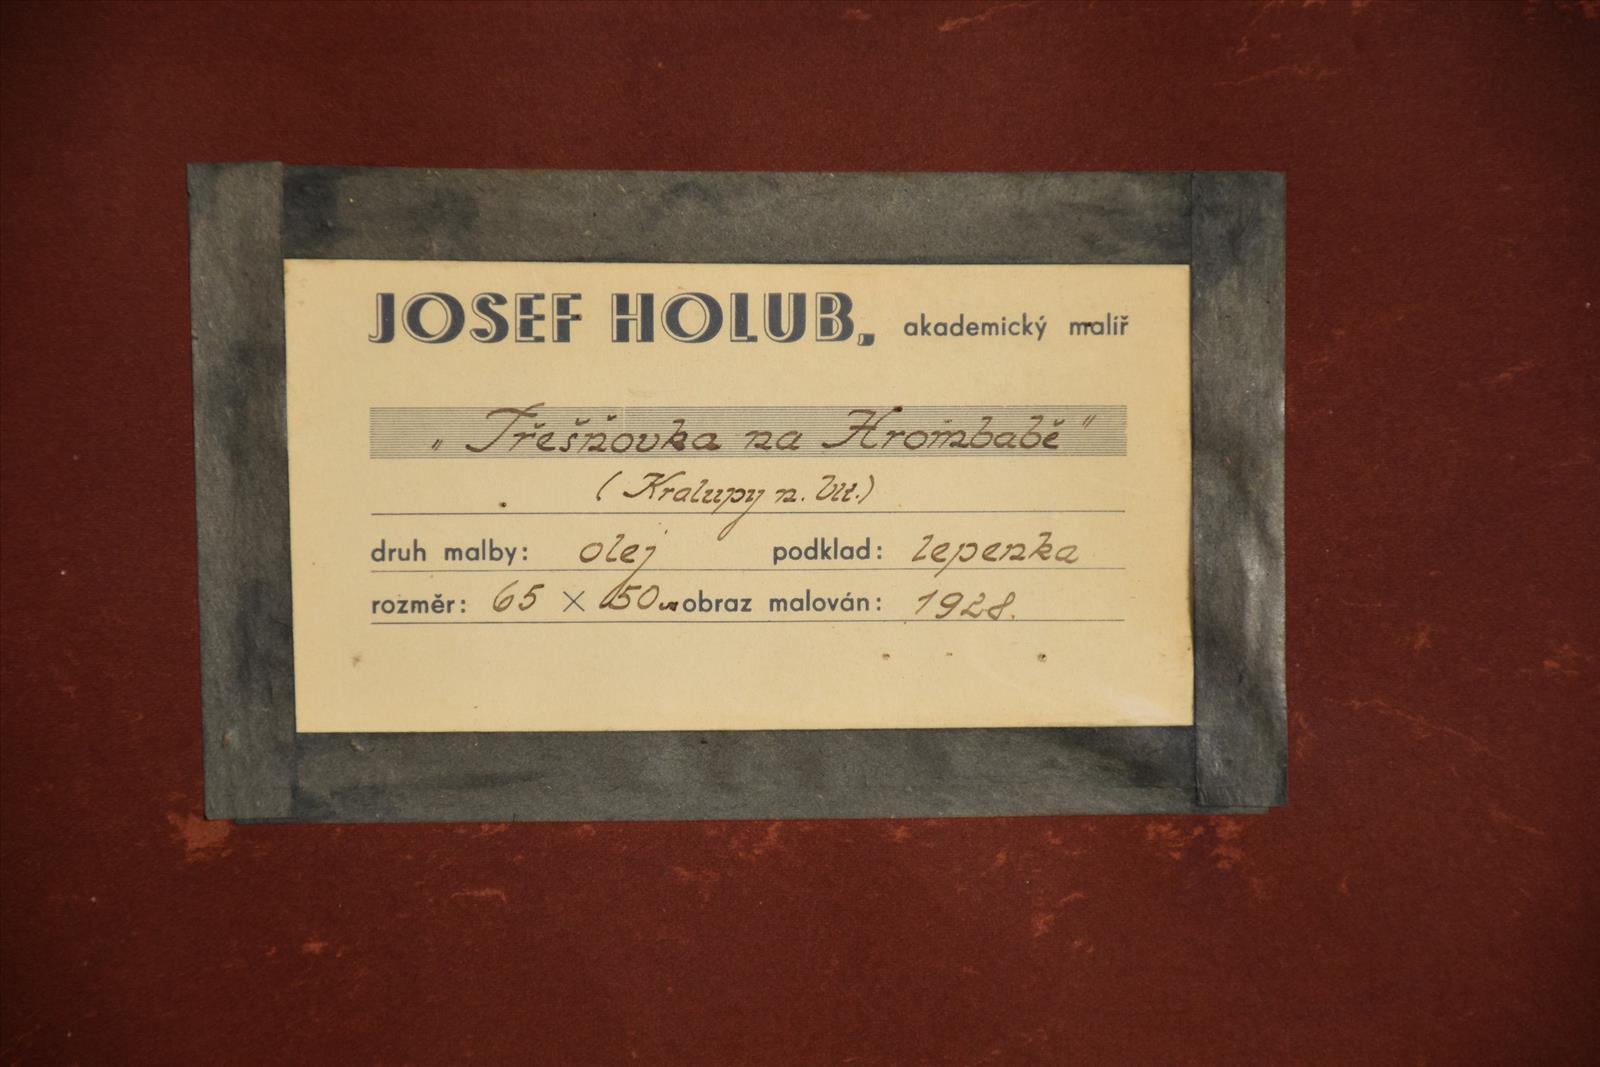 JOSEF HOLUB, akademický malíř
„Třešňovka na Hrombabě"
(Kralupy n. Vlt.)
druh malby: olej podklad: lepenka
rozměr: 65 × 50 obraz malován: 1928.